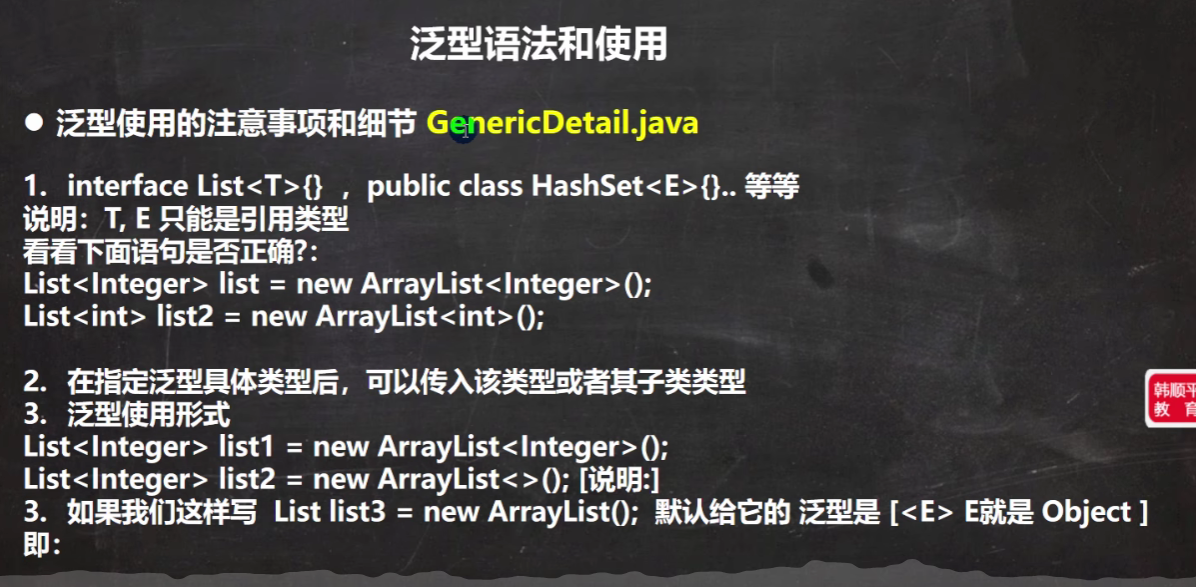 泛型语法和使用
● 泛型使用的注意事项和细节 GenericDetail.java
1. interface List<T>{} , public class HashSet<E>{}.. 等等
说明: T, E 只能是引用类型
看看下面语句是否正确?:
List<Integer> list = new ArrayList<Integer>();
List<int> list2 = new ArrayList<int>();
2. 在指定泛型具体类型后，可以传入该类型或者其子类类型
3. 泛型使用形式
List<Integer> list1 = new ArrayList<Integer>();
List<Integer> list2 = new ArrayList<>(); [说明:]
3. 如果我们这样写 List list3 = new ArrayList(); 默认给它的 泛型是 [<E> E就是 Object ]
即:
韩顺平
教 育